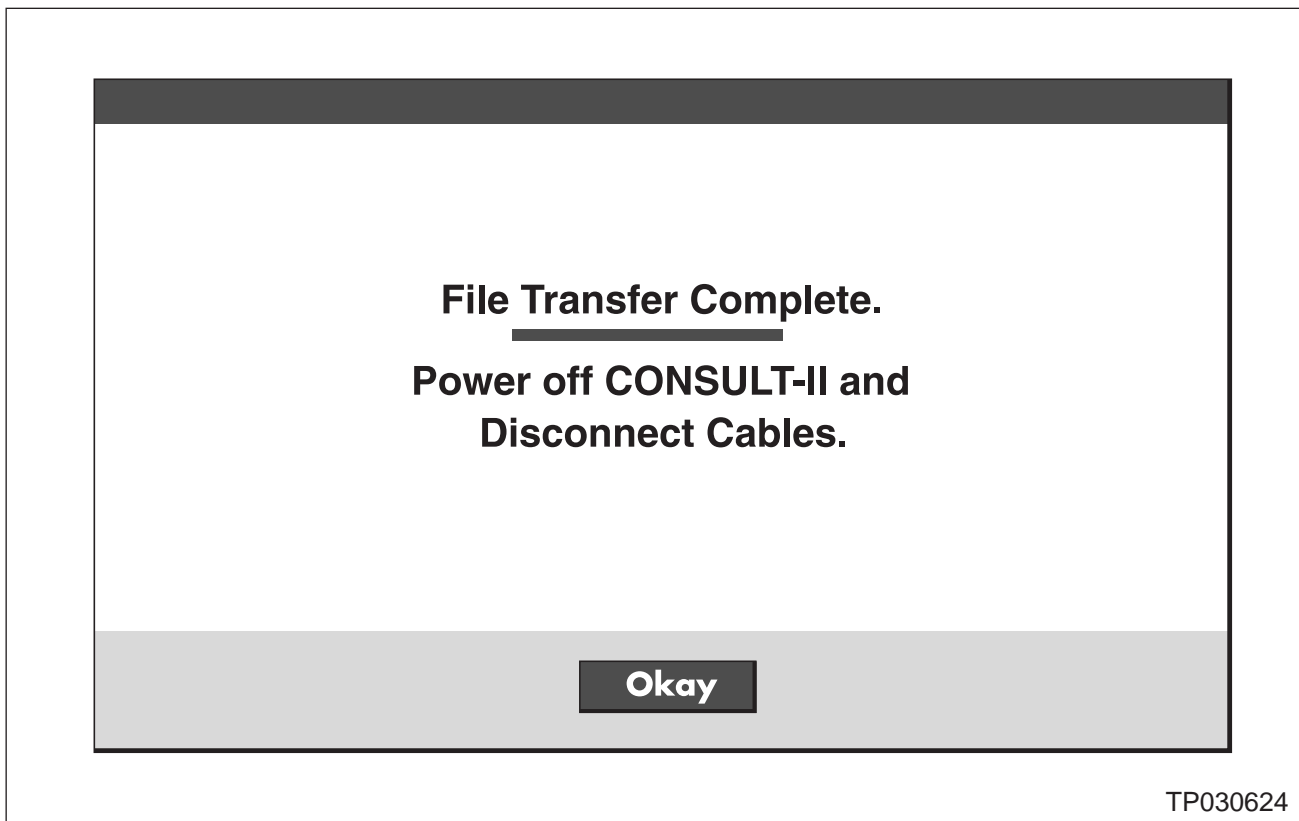 File Transfer Complete.
Power off CONSULT-II and
Disconnect Cables.
Okay
TP030624